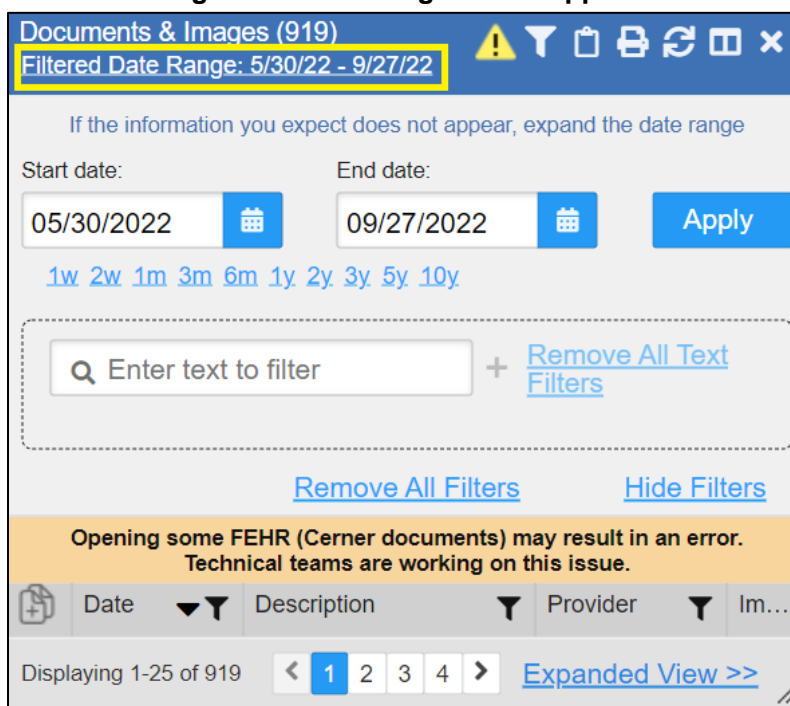 Documents & Images (919)
Filtered Date Range: 5/30/22 - 9/27/22
If the information you expect does not appear, expand the date range
Start date:
End date:
05/30/2022
09/27/2022
Apply
1w 2w 1m 3m 6m 1y 2y 3y 5y 10y
Enter text to filter
+ Remove All Text
Filters
Remove All Filters
Hide Filters
Opening some FEHR (Cerner documents) may result in an error.
Technical teams are working on this issue.
Date Description Provider Im...
Displaying 1-25 of 919 < 1 2 3 4 > Expanded View >>